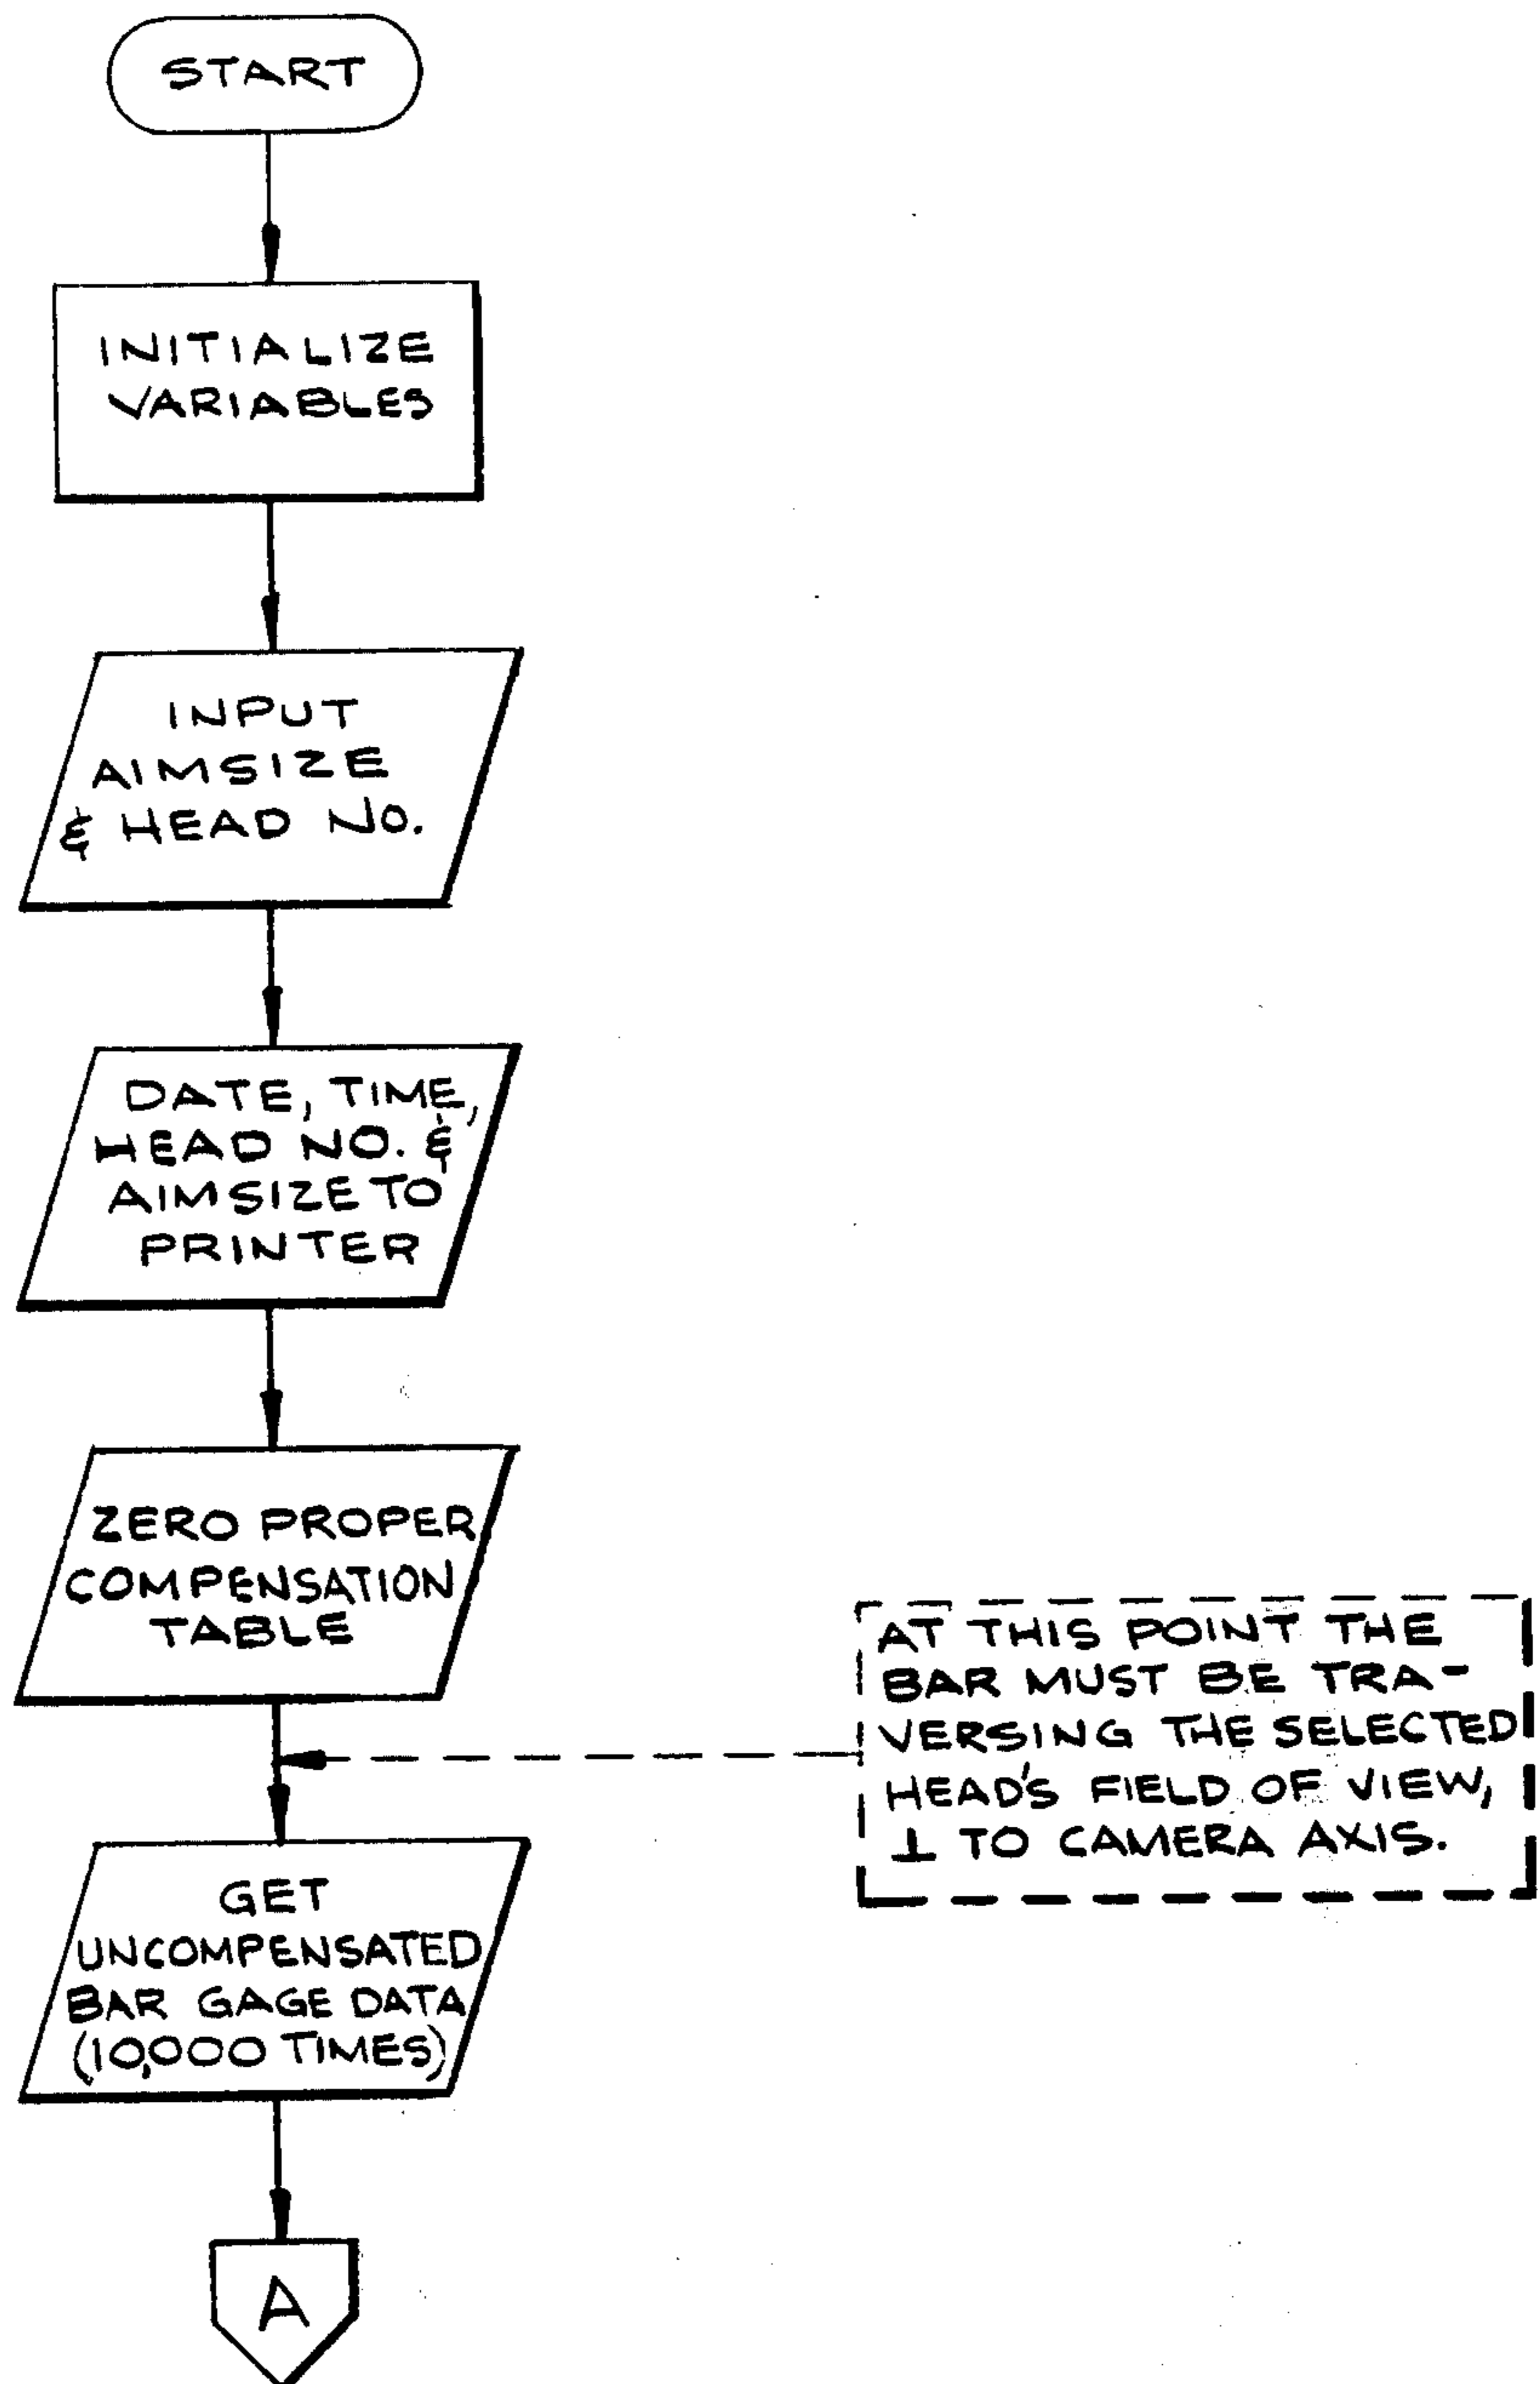 START
INITIALIZE
VARIABLES
INPUT
AIMSIZE
& HEAD NO.
DATE, TIME,
HEAD NO. &
AIMSIZE TO
PRINTER
ZERO PROPER
COMPENSATION
TABLE
AT THIS POINT THE
BAR MUST BE TRA-
VERSING THE SELECTED
HEAD'S FIELD OF VIEW,
⊥ TO CAMERA AXIS.
GET
UNCOMPENSATED
BAR GAGE DATA
(10,000 TIMES)
A